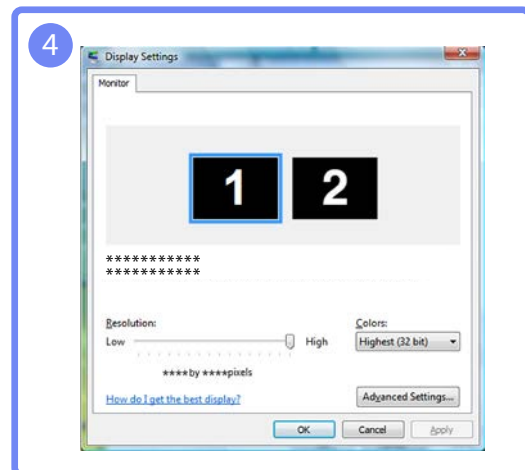 4
Display Settings
Monitor
1 2
***********
***********
Resolution:
Colors:
Low High
Highest (32 bit)
****by ****pixels
How do I get the best display?
Advanced Settings...
OK Cancel Apply